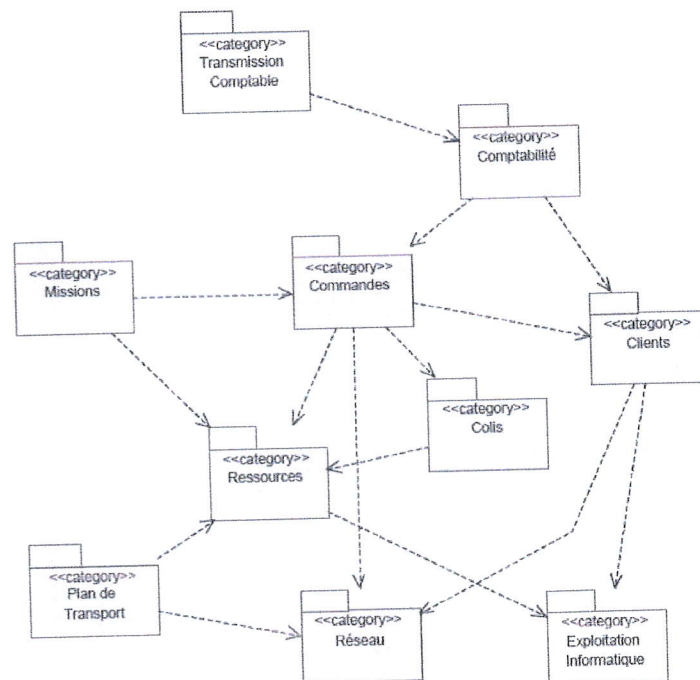 <<category>>
Transmission
Comptable
<<category>>
Comptabilité
<<category>>
Missions
<<category>>
Commandes
<<category>>
Clients
<<category>>
Colis
<<category>>
Ressources
<<category>>
Plan de
Transport
<<category>>
Réseau
<<category>>
Exploitation
Informatique